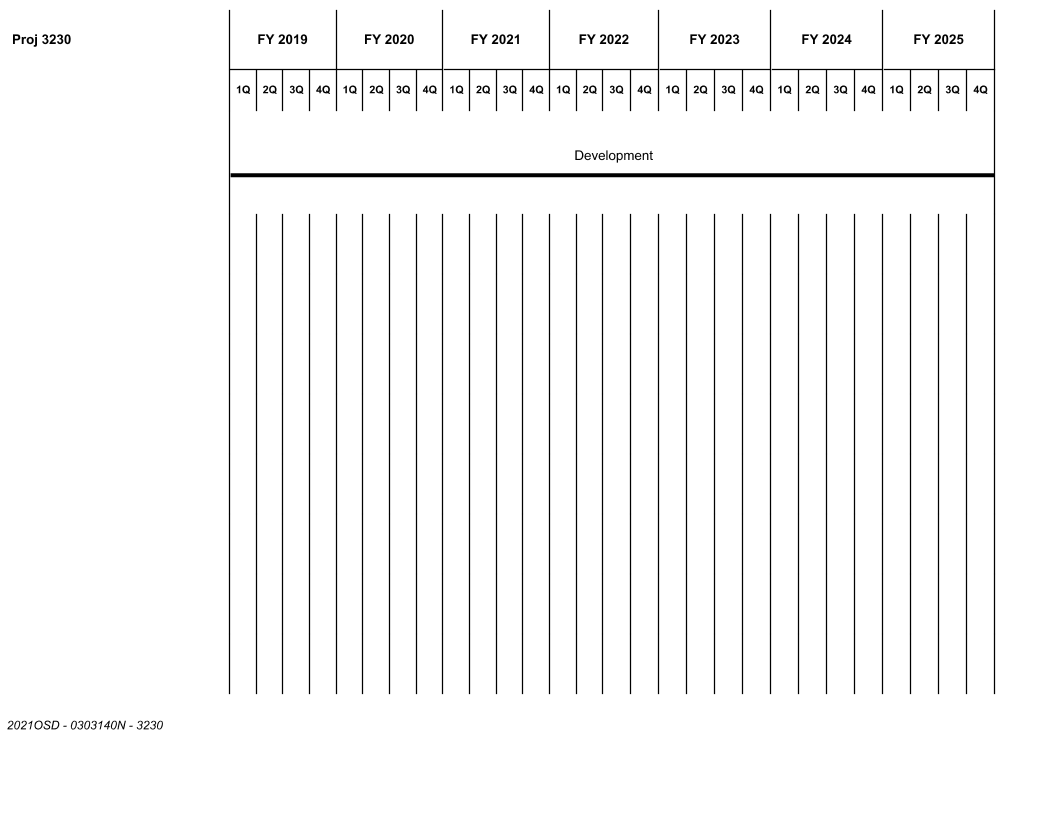 Proj 3230
FY 2019 FY 2020 FY 2021 FY 2022 FY 2023 FY 2024 FY 2025
1Q 2Q 3Q 4Q 1Q 2Q 3Q 4Q 1Q 2Q 3Q 4Q 1Q 2Q 3Q 4Q 1Q 2Q 3Q 4Q 1Q 2Q 3Q 4Q 1Q 2Q 3Q 4Q
Development
2021OSD - 0303140N - 3230